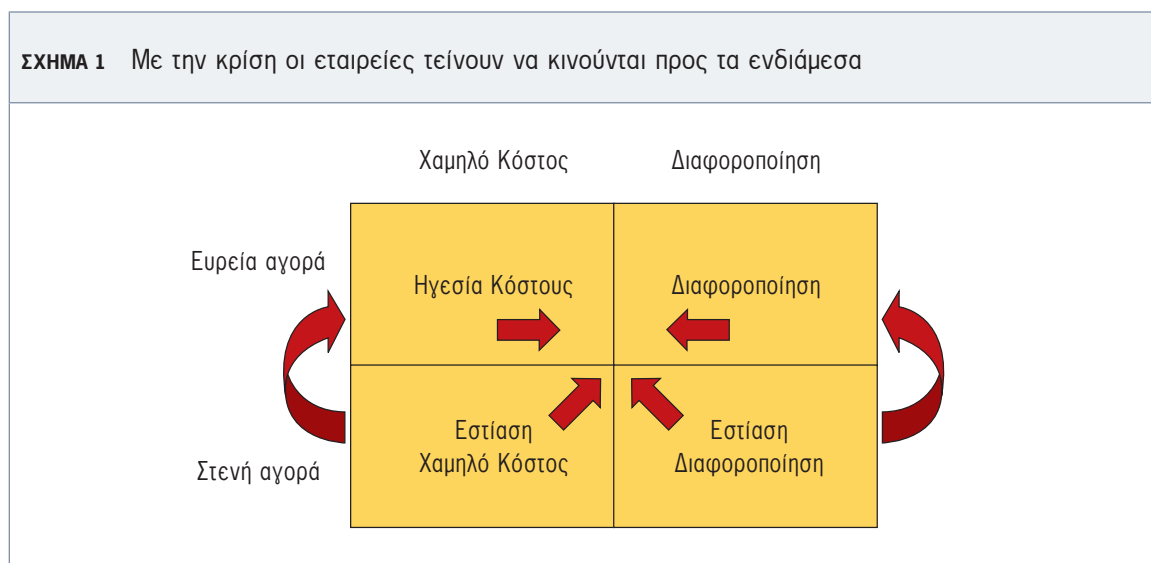 ΣΧΗΜΑ 1 Με την κρίση οι εταιρείες τείνουν να κινούνται προς τα ενδιάμεσα
Χαμηλό Κόστος Διαφοροποίηση
Ευρεία αγορά
Ηγεσία Κόστους Διαφοροποίηση
Εστίαση Εστίαση
Χαμηλό Κόστος Διαφοροποίηση
Στενή αγορά